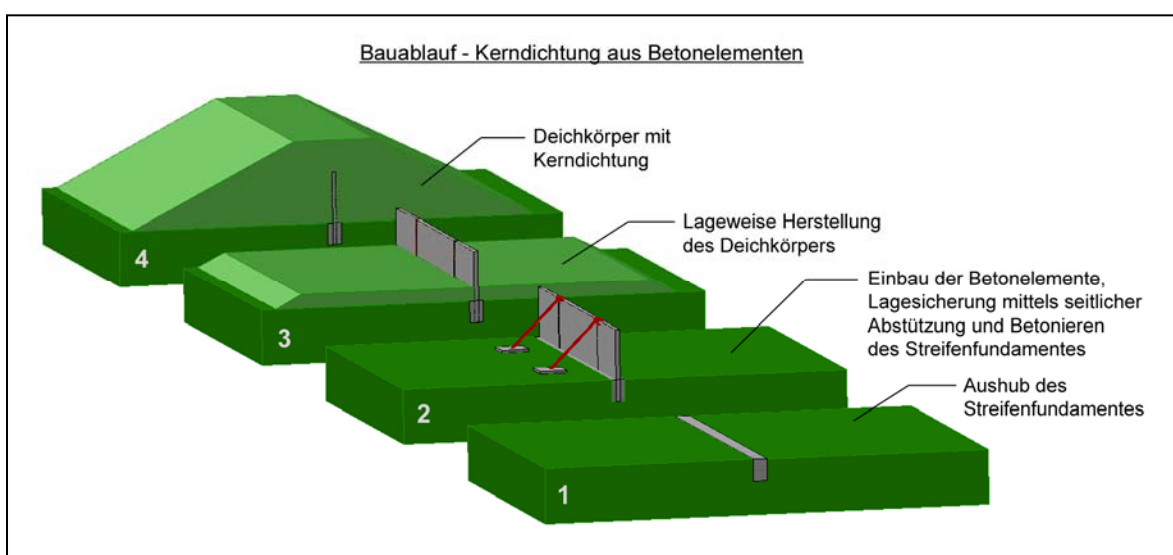 Bauablauf - Kerndichtung aus Betonelementen
Deichkörper mit
Kerndichtung
4
Lageweise Herstellung
des Deichkörpers
3
Einbau der Betonelemente,
Lagesicherung mittels seitlicher
Abstützung und Betonieren
des Streifenfundamentes
2
Aushub des
Streifenfundamentes
1